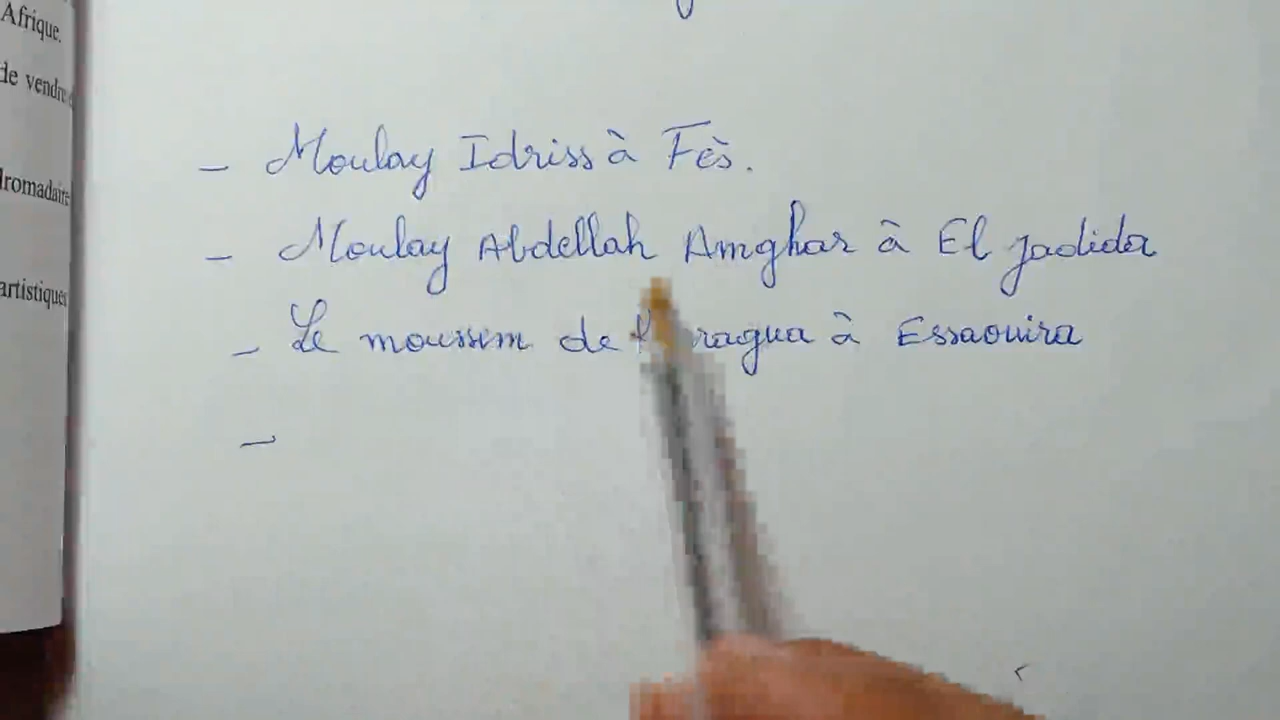 Afrique.
de vendre
dromadaire
artistiques
- Moulay Idriss à Fès.
- Moulay Abdellah Amghar à El Jadida
- Le moussem de à Essaouira
-